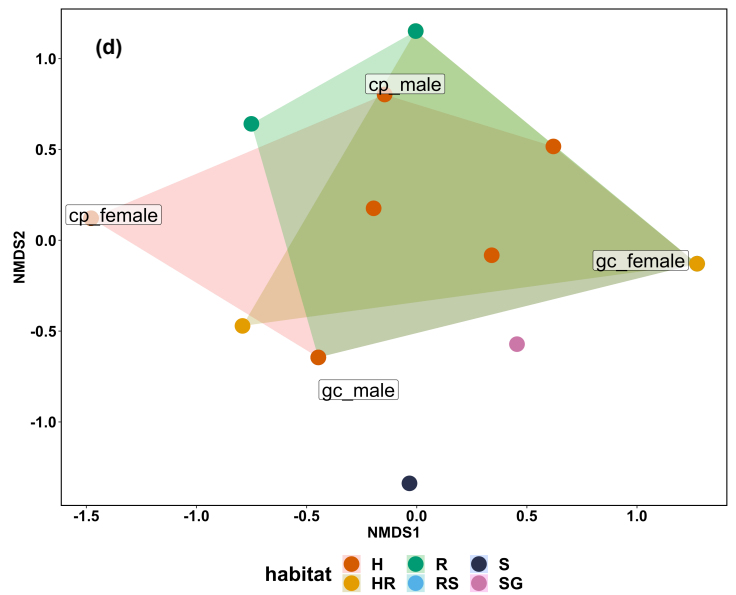 (d)
1.0
cp_male
0.5
cp_female
0.0
gc_female
NMDS2
-0.5
gc_male
-1.0
-1.5 -1.0 -0.5 0.0 0.5 1.0
NMDS1
habitat H R S
HR RS SG